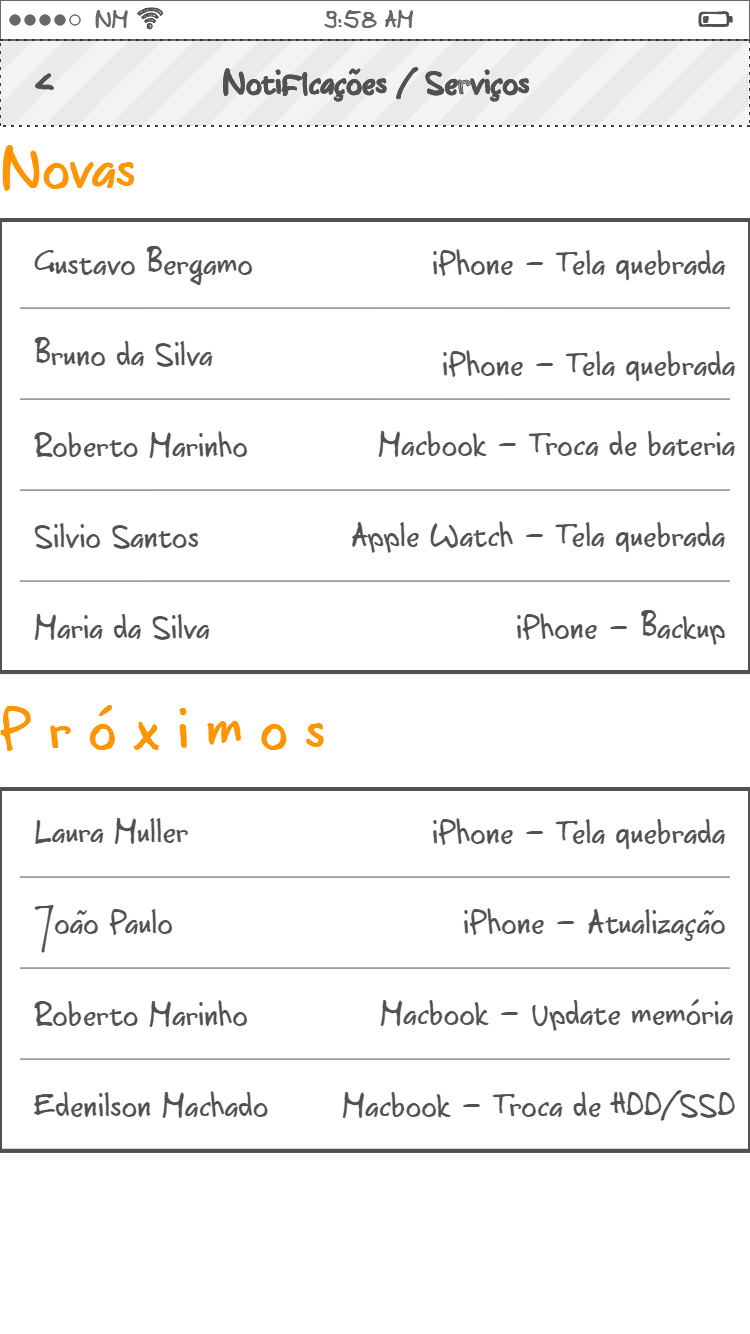 NM 9:58 AM
< NotiFIcações / Serviços
Novas
Gustavo Bergamo iPhone - Tela quebrada
Bruno da Silva iPhone - Tela quebrada
Roberto Marinho Macbook - Troca de bateria
Silvio Santos Apple Watch - Tela quebrada
Maria da Silva iPhone - Backup
Próximos
Laura Muller iPhone - Tela quebrada
João Paulo iPhone - Atualização
Roberto Marinho Macbook - Update memória
Edenilson Machado Macbook - Troca de HDD/SSD